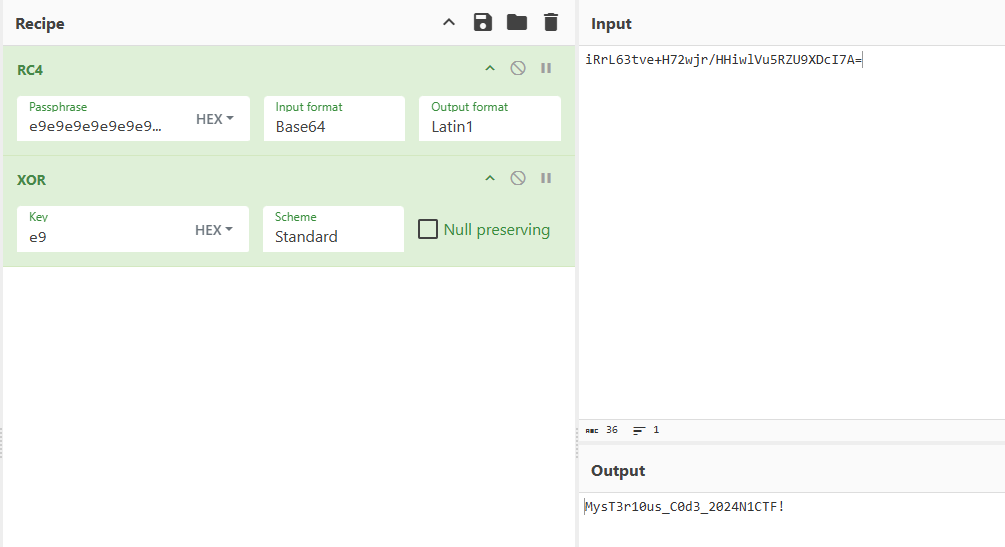 Recipe
RC4
Passphrase
e9e9e9e9e9e9e9...
HEX
Input format
Base64
Output format
Latin1
XOR
Key
e9
HEX
Scheme
Standard
Null preserving
Input
iRrL63tve+H72wjr/HHiwlVu5RZU9XDcI7A=
ABC 36 1
Output
MysT3r10us_C0d3_2024N1CTF!